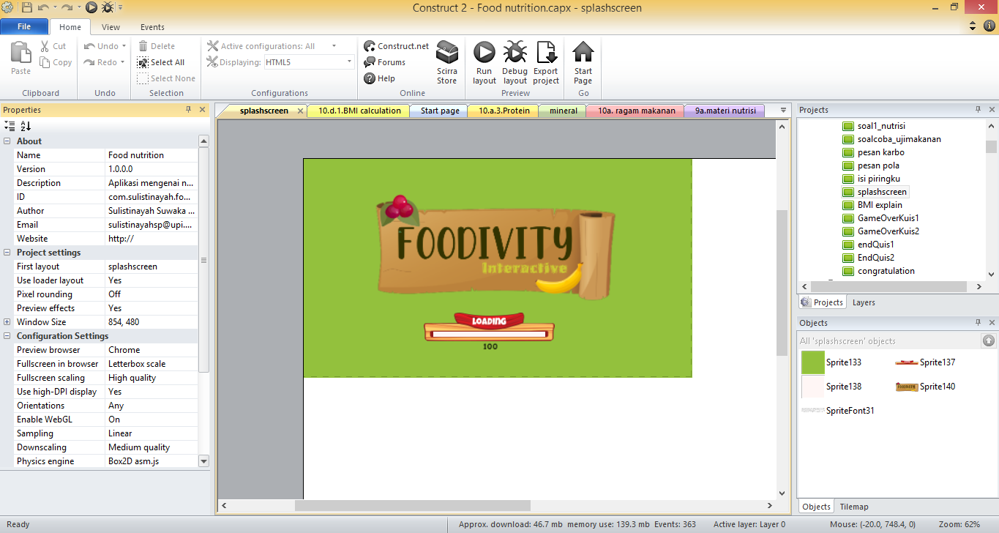 Construct 2 - Food nutrition.capx - splashscreen
File Home View Events
Paste
Cut
Copy
Clipboard
Undo
Redo
Undo
Delete
Select All
Select None
Selection
Active configurations: All
Displaying: HTML5
Configurations
Construct.net
Forums
Help
Scirra Store
Online
Run layout
Debug layout
Export project
Preview
Start Page
Go
Properties
About
Name Food nutrition
Version 1.0.0.0
Description Aplikasi mengenai n...
ID com.sulistinayah.fo...
Author Sulistinayah Suwaka ...
Email sulistinayahsp@upi....
Website http://
Project settings
First layout splashscreen
Use loader layout Yes
Pixel rounding Off
Preview effects Yes
Window Size 854, 480
Configuration Settings
Preview browser Chrome
Fullscreen in browser Letterbox scale
Fullscreen scaling High quality
Use high-DPI display Yes
Orientations Any
Enable WebGL On
Sampling Linear
Downscaling Medium quality
Physics engine Box2D asm.js
splashscreen 10.d.1.BMI calculation Start page 10.a.3.Protein mineral 10a. ragam makanan 9a.materi nutrisi
FOODIVITY
Interactive
LOADING
100
Projects
soal1_nutrisi
soalcoba_ujimakanan
pesan karbo
pesan pola
isi piringku
splashscreen
BMI explain
GameOverKuis1
GameOverKuis2
endQuis1
EndQuis2
congratulation
Projects Layers
Objects
All 'splashscreen' objects
Sprite133 Sprite137
Sprite138 Sprite140
SpriteFont31
Objects Tilemap
Ready Approx. download: 46.7 mb memory use: 139.3 mb Events: 363 Active layer: Layer 0 Mouse: (-20.0, 748.4, 0) Zoom: 62%